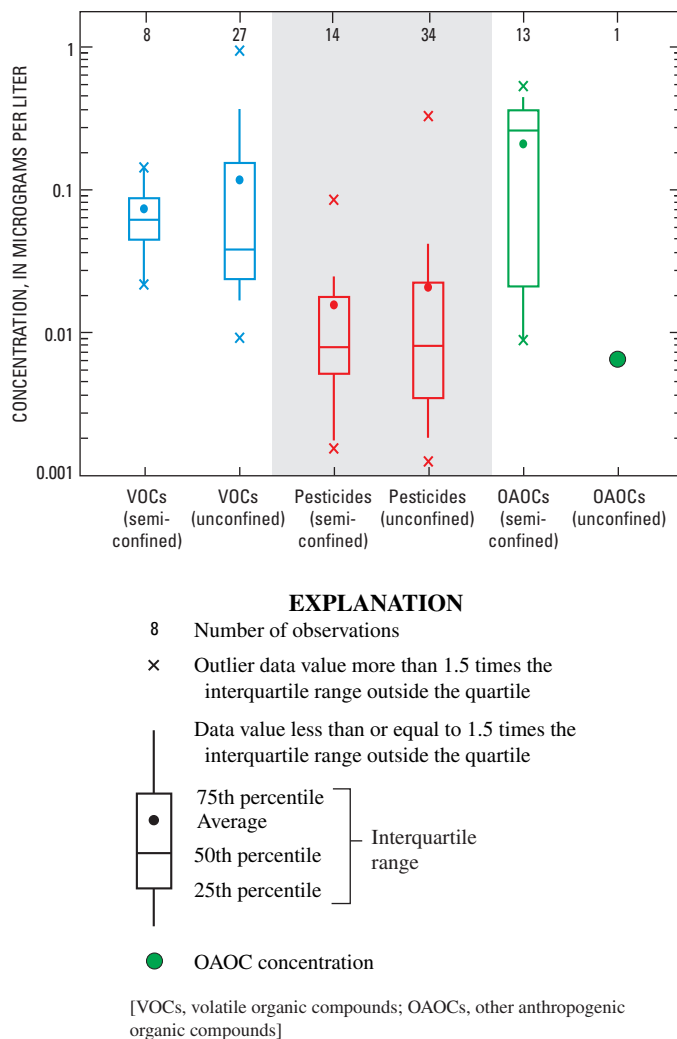 8 27 14 34 13 1
CONCENTRATION, IN MICROGRAMS PER LITER
1
0.1
0.01
0.001
VOCs
(semi-
confined)
VOCs
(unconfined)
Pesticides
(semi-
confined)
Pesticides
(unconfined)
OAOCs
(semi-
confined)
OAOCs
(unconfined)
EXPLANATION
8 Number of observations
× Outlier data value more than 1.5 times the
interquartile range outside the quartile
Data value less than or equal to 1.5 times the
interquartile range outside the quartile
75th percentile
Average
50th percentile
25th percentile
Interquartile
range
OAOC concentration
[VOCs, volatile organic compounds; OAOCs, other anthropogenic
organic compounds]